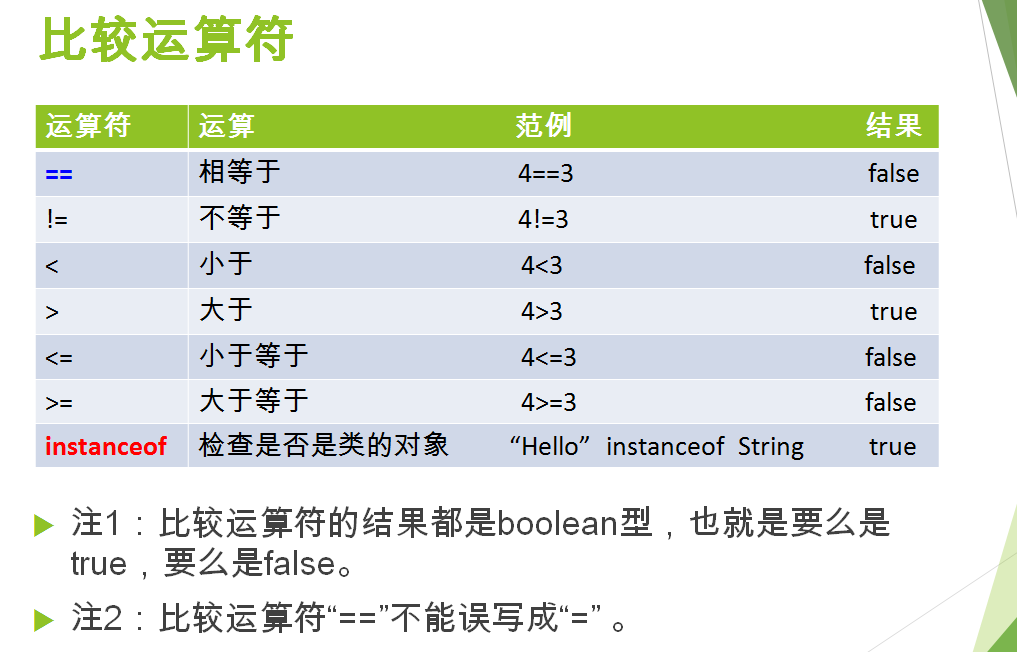 比较运算符
运算符 运算 范例 结果
== 相等于 4==3 false
!= 不等于 4!=3 true
< 小于 4<3 false
> 大于 4>3 true
<= 小于等于 4<=3 false
>= 大于等于 4>=3 false
instanceof 检查是否是类的对象 “Hello” instanceof String true
注1：比较运算符的结果都是boolean型，也就是要么是
true，要么是false。
注2：比较运算符“==”不能误写成“=” 。